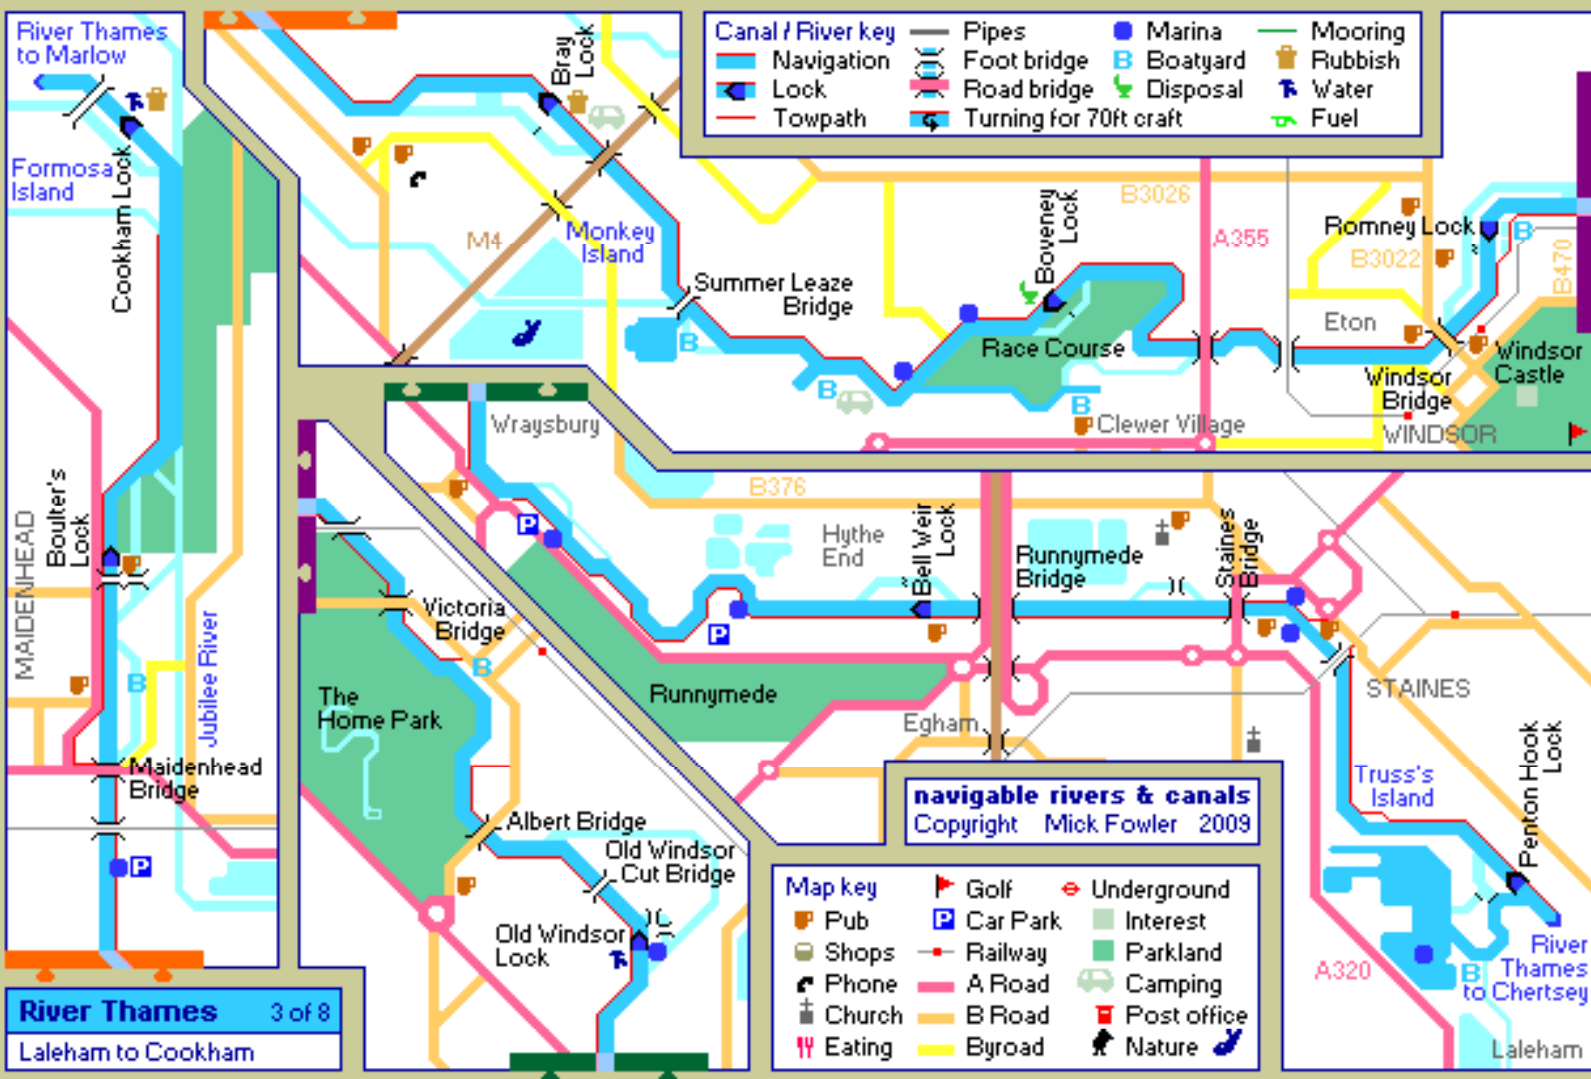 River Thames
to Marlow
Formosa
Island
Cookham Lock
MAIDENHEAD
Boulter's
Lock
Jubilee River
B
Maidenhead
Bridge
P
River Thames 3 of 8
Laleham to Cookham
Bray
Lock
M4
Monkey
Island
Summer Leaze
Bridge
B
B
Boveney
Lock
Race Course
B
Clewer Village
B3026
A355
Eton
B3022
Romney Lock
B
B470
Windsor
Bridge
Windsor
Castle
WINDSOR
Canal / River key
Navigation
Lock
Towpath
Pipes
Foot bridge
Road bridge
Turning for 70ft craft
Marina
B Boatyard
Disposal
Mooring
Rubbish
Water
Fuel
Wraysbury
P
B376
Hythe
End
P
Bell Weir
Lock
Runnymede
Bridge
Staines
Bridge
Runnymede
Egham
STAINES
Truss's
Island
Penton Hook
Lock
River
Thames
to Chertsey
B
A320
Laleham
Victoria
Bridge
B
The
Home Park
Albert Bridge
Old Windsor
Cut Bridge
Old Windsor
Lock
navigable rivers & canals
Copyright Mick Fowler 2009
Map key
Pub
Shops
Phone
Church
Eating
Golf
P Car Park
Railway
A Road
B Road
Byroad
Underground
Interest
Parkland
Camping
Post office
Nature